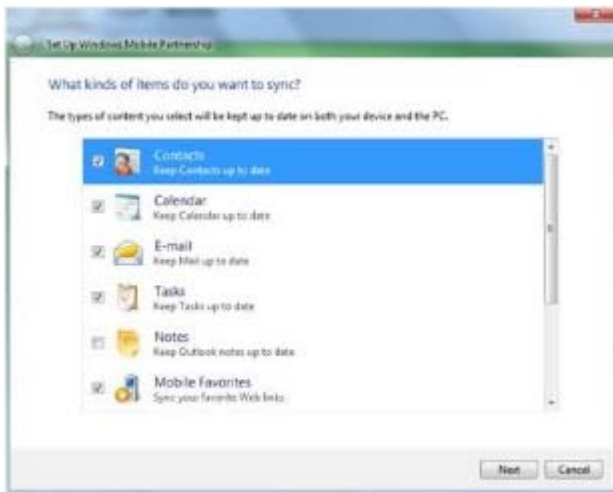 Set Up Windows Mobile Partnership
What kinds of items do you want to sync?
The types of content you select will be kept up to date on both your device and the PC.
Contacts
Keep Contacts up to date
Calendar
Keep Calendar up to date
E-mail
Keep Mail up to date
Tasks
Keep Tasks up to date
Notes
Keep Outlook notes up to date
Mobile Favorites
Sync your favorite Web links
Next Cancel